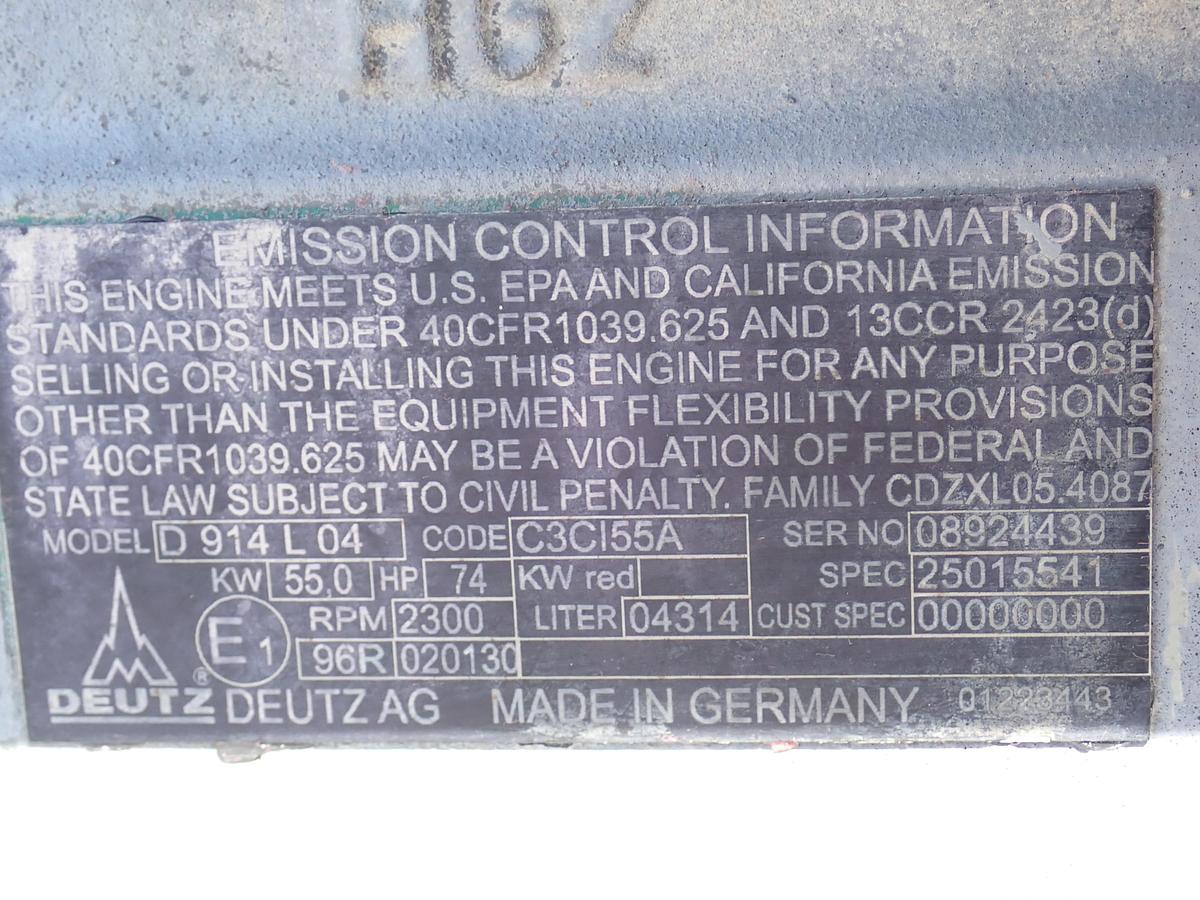 HGZ
EMISSION CONTROL INFORMATION
THIS ENGINE MEETS U.S. EPA AND CALIFORNIA EMISSION
STANDARDS UNDER 40CFR1039.625 AND 13CCR 2423(d)
SELLING OR INSTALLING THIS ENGINE FOR ANY PURPOSE
OTHER THAN THE EQUIPMENT FLEXIBILITY PROVISIONS
OF 40CFR1039.625 MAY BE A VIOLATION OF FEDERAL AND
STATE LAW SUBJECT TO CIVIL PENALTY. FAMILY CDZXL05.4087
MODEL D 914 L 04 CODE C3CI55A SER NO 08924439
KW 55,0 HP 74 KW red SPEC 25015541
E1 RPM 2300 LITER 04314 CUST SPEC 00000000
96R 020130
DEUTZ® DEUTZ AG MADE IN GERMANY 01223443